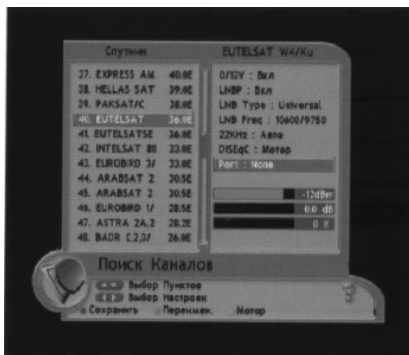 Спутник
37. EXPRESS AM 40.0E
38. HELLAS SAT 39.0E
39. PAKSAT/C 38.0E
40. EUTELSAT 36.0E
41. EUTELSATSE 36.0E
42. INTELSAT 80 33.0E
43. EUROBIRD 3/ 33.0E
44. ARABSAT 2 30.5E
45. ARABSAT 2 30.5E
46. EUROBIRD 1/ 28.5E
47. ASTRA 2A,2 28.2E
48. BADR C,2,3/ 26.0E
EUTELSAT W4/Ku
0/12V : Вкл
LNBP : Вкл
LNB Type : Universal
LNB Freq : 10600/9750
22KHz : Авто
DISEqC : Мотор
Port : None
-12dBm
0.0 dB
0 %
Поиск Каналов
Выбор Пунктов
Выбор Настроек
Сохранить Переимен. Мотор